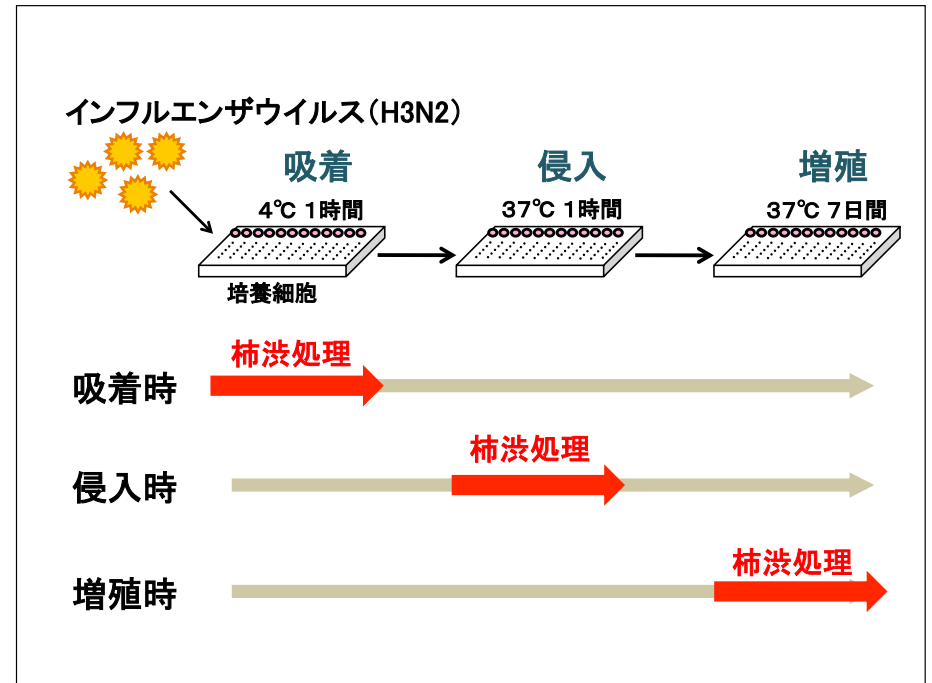 インフルエンザウイルス(H3N2)
吸着
侵入
増殖
4℃ 1時間
37℃ 1時間
37℃ 7日間
培養細胞
柿渋処理
吸着時
柿渋処理
侵入時
柿渋処理
増殖時